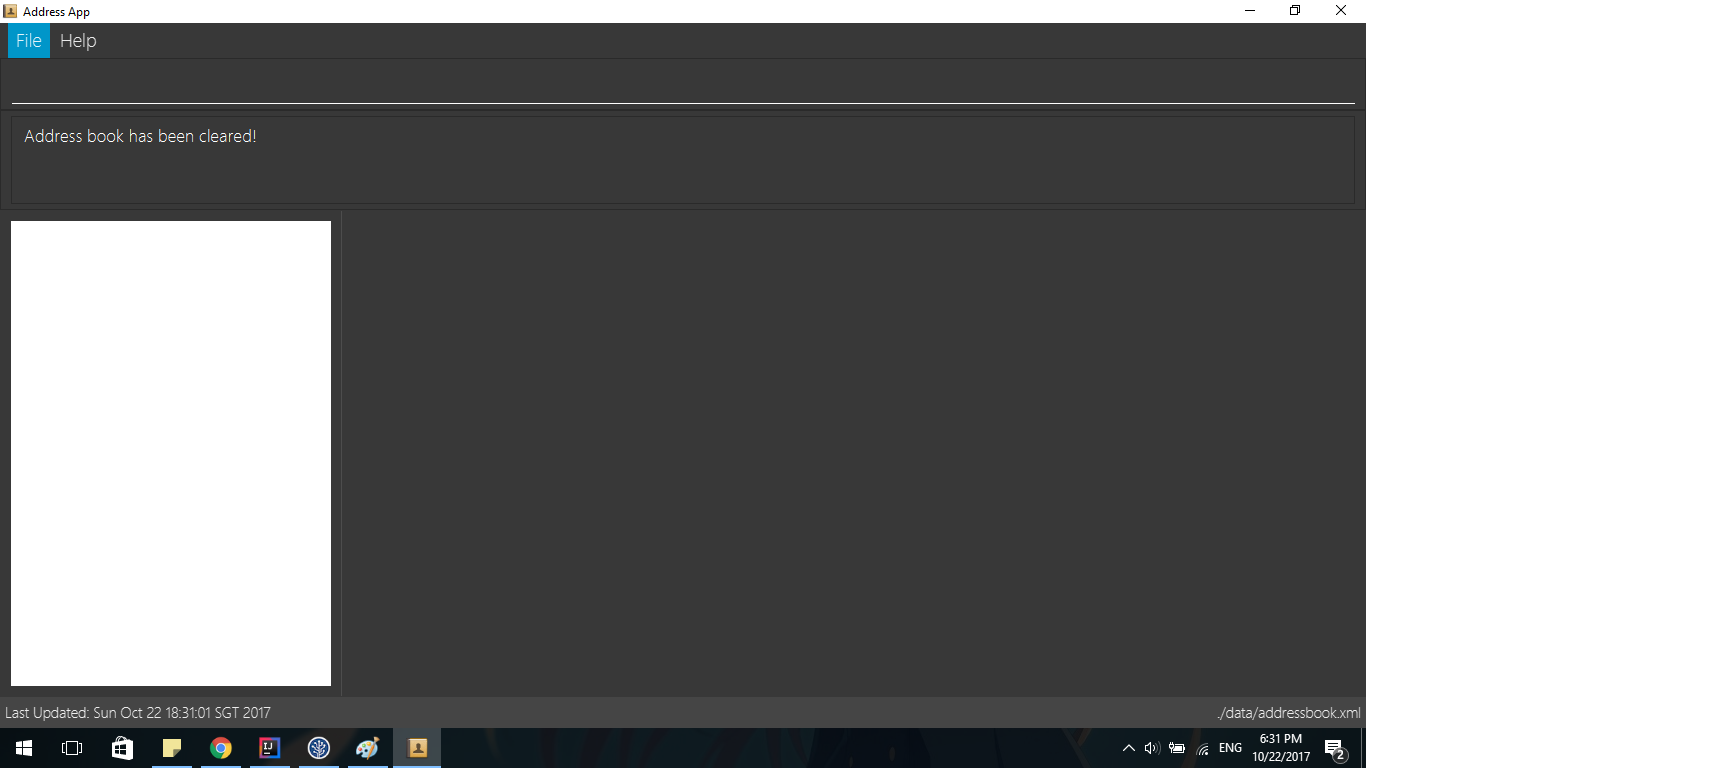 Address App
File Help
Address book has been cleared!
Last Updated: Sun Oct 22 18:31:01 SGT 2017
./data/addressbook.xml
IJ
ENG
6:31 PM
10/22/2017
2